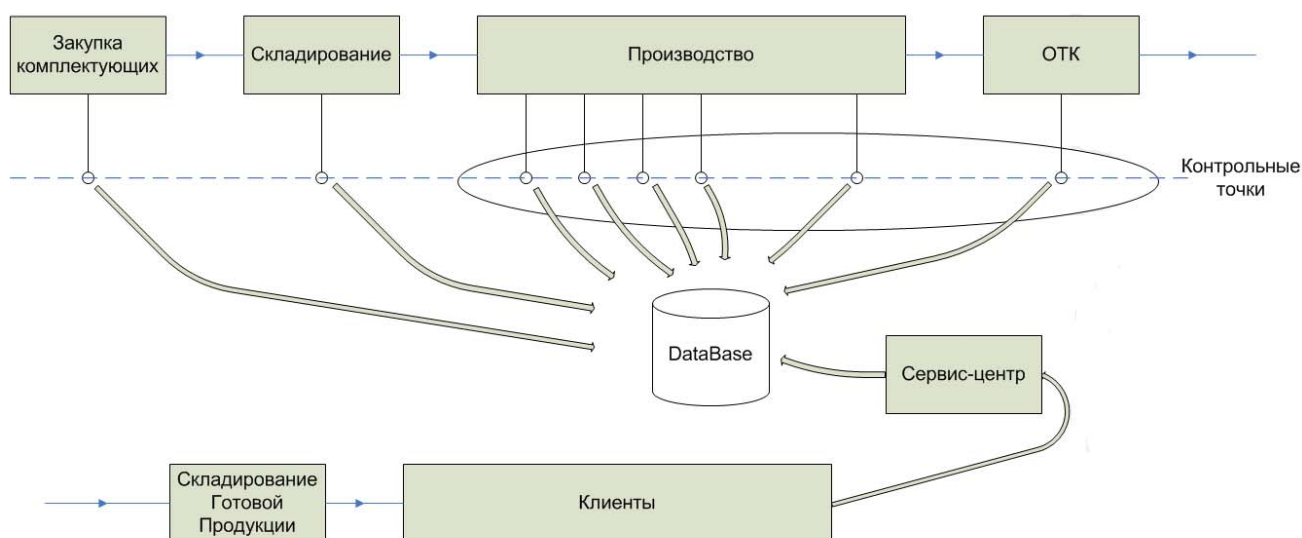 Закупка
комплектующих
Складирование
Производство
ОТК
Контрольные
точки
DataBase
Сервис-центр
Складирование
Готовой
Продукции
Клиенты